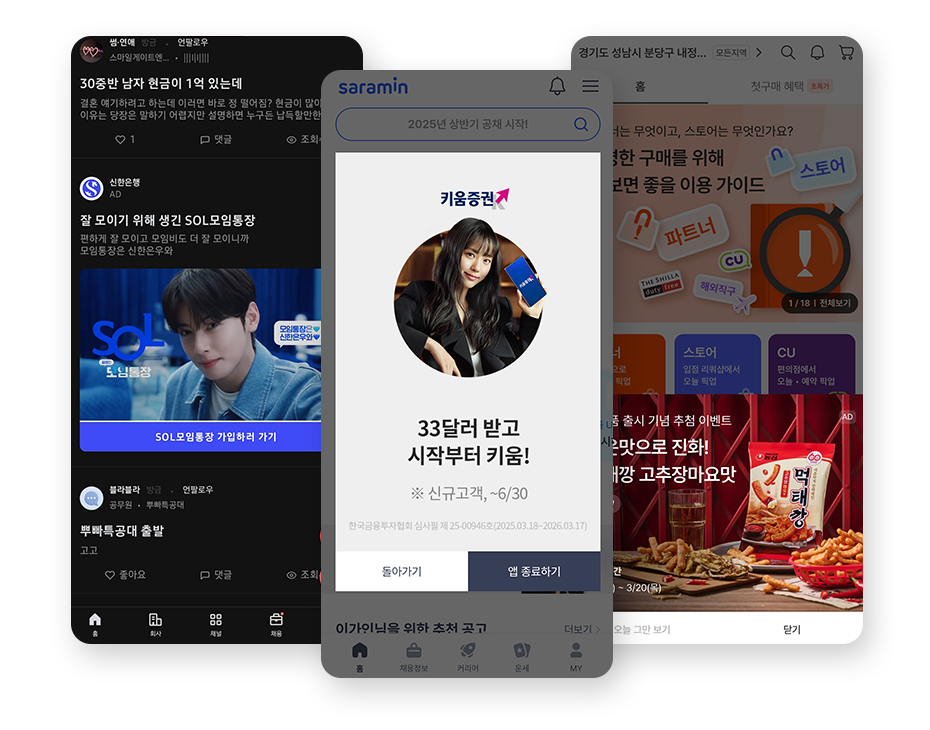 썸·연애 방금 . 언팔로우
스마일게이트엔... ·
30중반 남자 현금이 1억 있는데
결혼 얘기하려고 하는데 이러면 바로 정 떨어짐? 현금이 많이
이유는 당장은 말하기 어렵지만 설명하면 누구든 납득할만한
1 댓글 조회
신한은행
AD
잘 모이기 위해 생긴 SOL모임통장
편하게 잘 모이고 모임비도 더 잘 모이니까
모임통장은 신한은우와
SOL
모임통장
모임통장은
신한은우와
SOL모임통장 가입하러 가기
블라블라 방금 . 언팔로우
공무원 · 뿌빠특공대
뿌빠특공대 출발
고고
좋아요 댓글 조회
홈 회사 채널 채용
saramin
2025년 상반기 공채 시작!
키움증권
키움증권
33달러 받고
시작부터 키움!
※ 신규고객, ~6/30
한국금융투자협회 심사필 제 25-00946호(2025.03.18~2026.03.17)
돌아가기 앱 종료하기
이가인님을 위한 추천 공고 더보기
홈 채용정보 커리어 운세 MY
경기도 성남시 분당구 내정... 모든지역
홈 첫구매 혜택 초특가
너는 무엇이고, 스토어는 무엇인가요?
명한 구매를 위해
보면 좋을 이용 가이드
스토어
파트너
CU
THE SHILLA
duty free
해외직구
1 / 18 | 전체보기
너 스토어 CU
으로 입점 리쿼샵에서 편의점에서
픽업 오늘 픽업 오늘 · 예약 픽업
품 출시 기념 추첨 이벤트
AD
운맛으로 진화!
태깡 고추장마요맛
농심
먹태깡
간
) ~ 3/20(목)
오늘 그만 보기 닫기